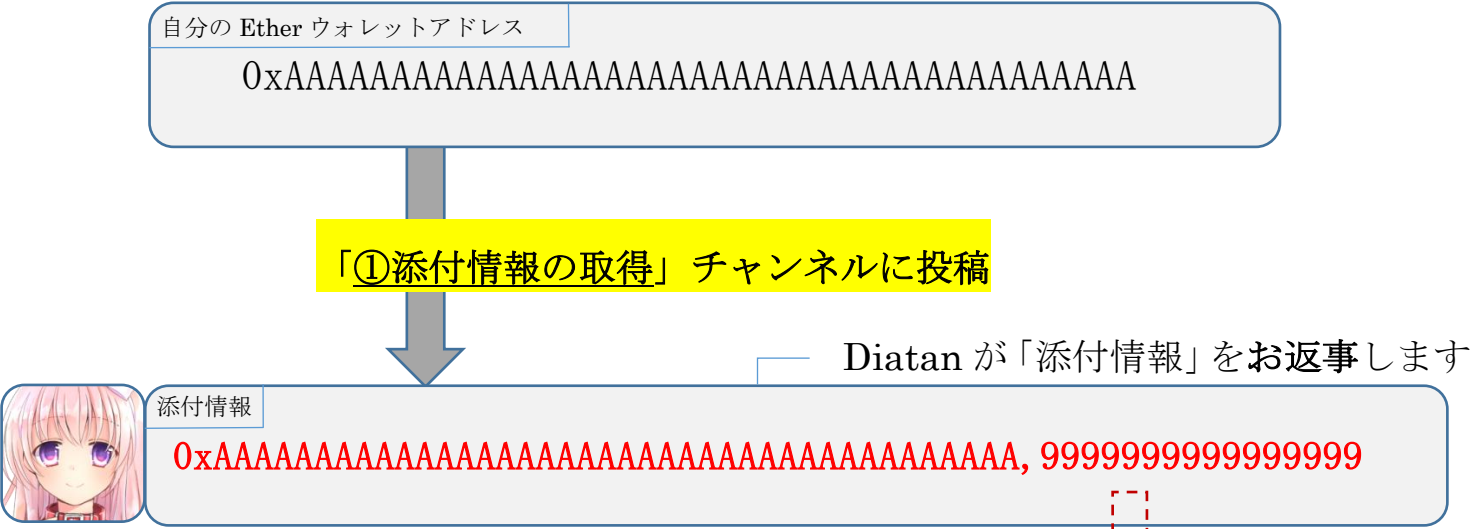 自分の Ether ウォレットアドレス
0xAAAAAAAAAAAAAAAAAAAAAAAAAAAAAAAAAAAAAAAA
「①添付情報の取得」チャンネルに投稿
Diatan が「添付情報」をお返事します
添付情報
0xAAAAAAAAAAAAAAAAAAAAAAAAAAAAAAAAAAAAAAAA,9999999999999999